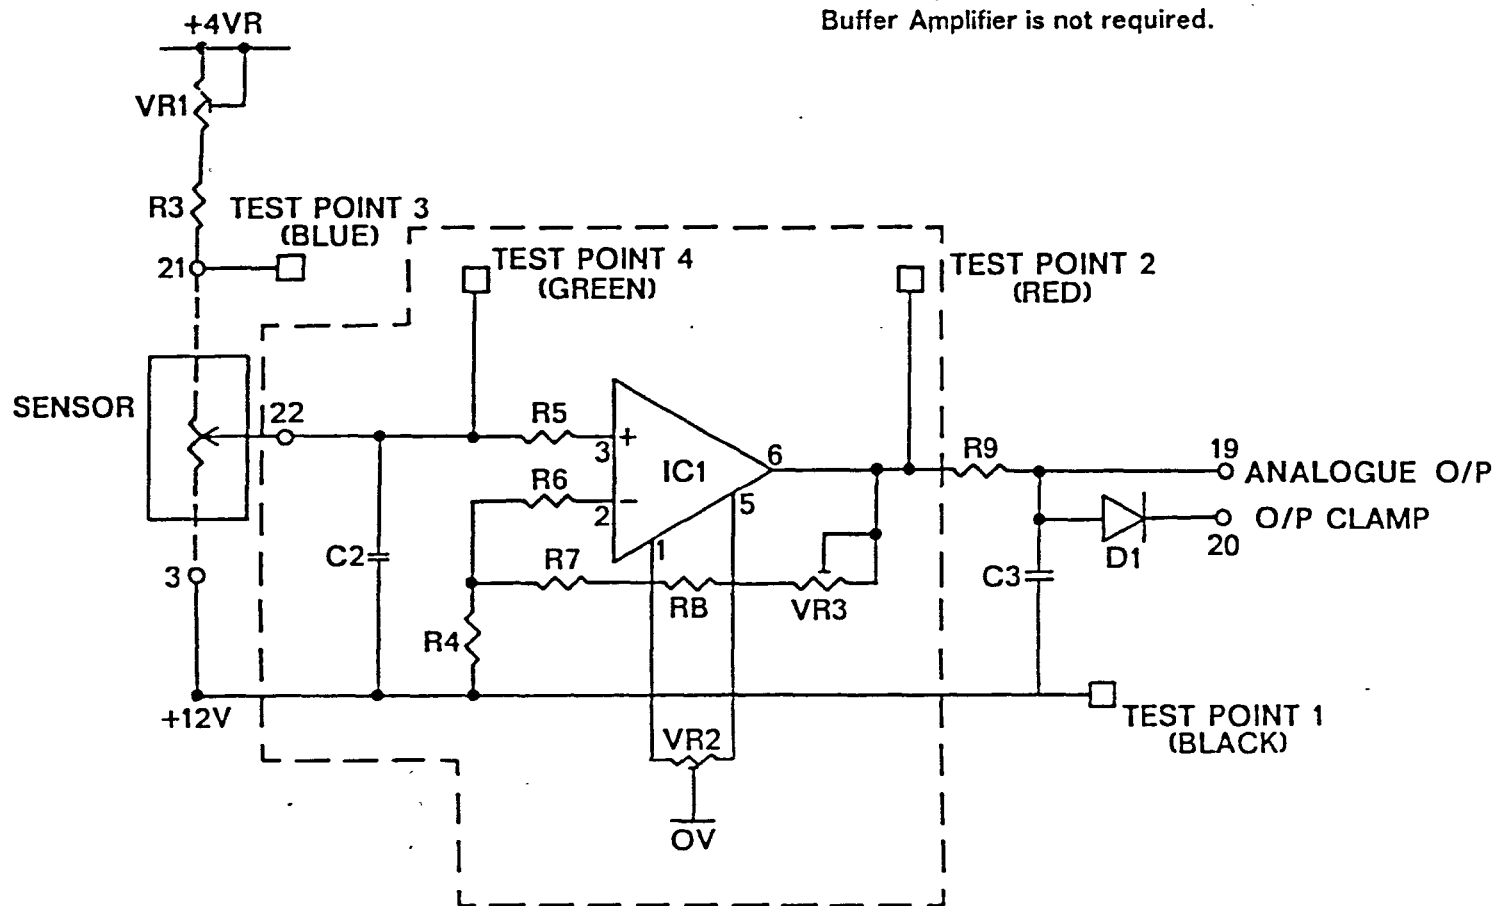 Buffer Amplifier is not required.
+4VR
VR1
R3
TEST POINT 3
(BLUE)
21
TEST POINT 4
(GREEN)
TEST POINT 2
(RED)
SENSOR
22
R5
3
+
IC1
6
R9
19
ANALOGUE O/P
R6
2
−
5
O/P CLAMP
20
D1
C2
1
R7
RB
VR3
C3
3
R4
+12V
TEST POINT 1
(BLACK)
VR2
OV